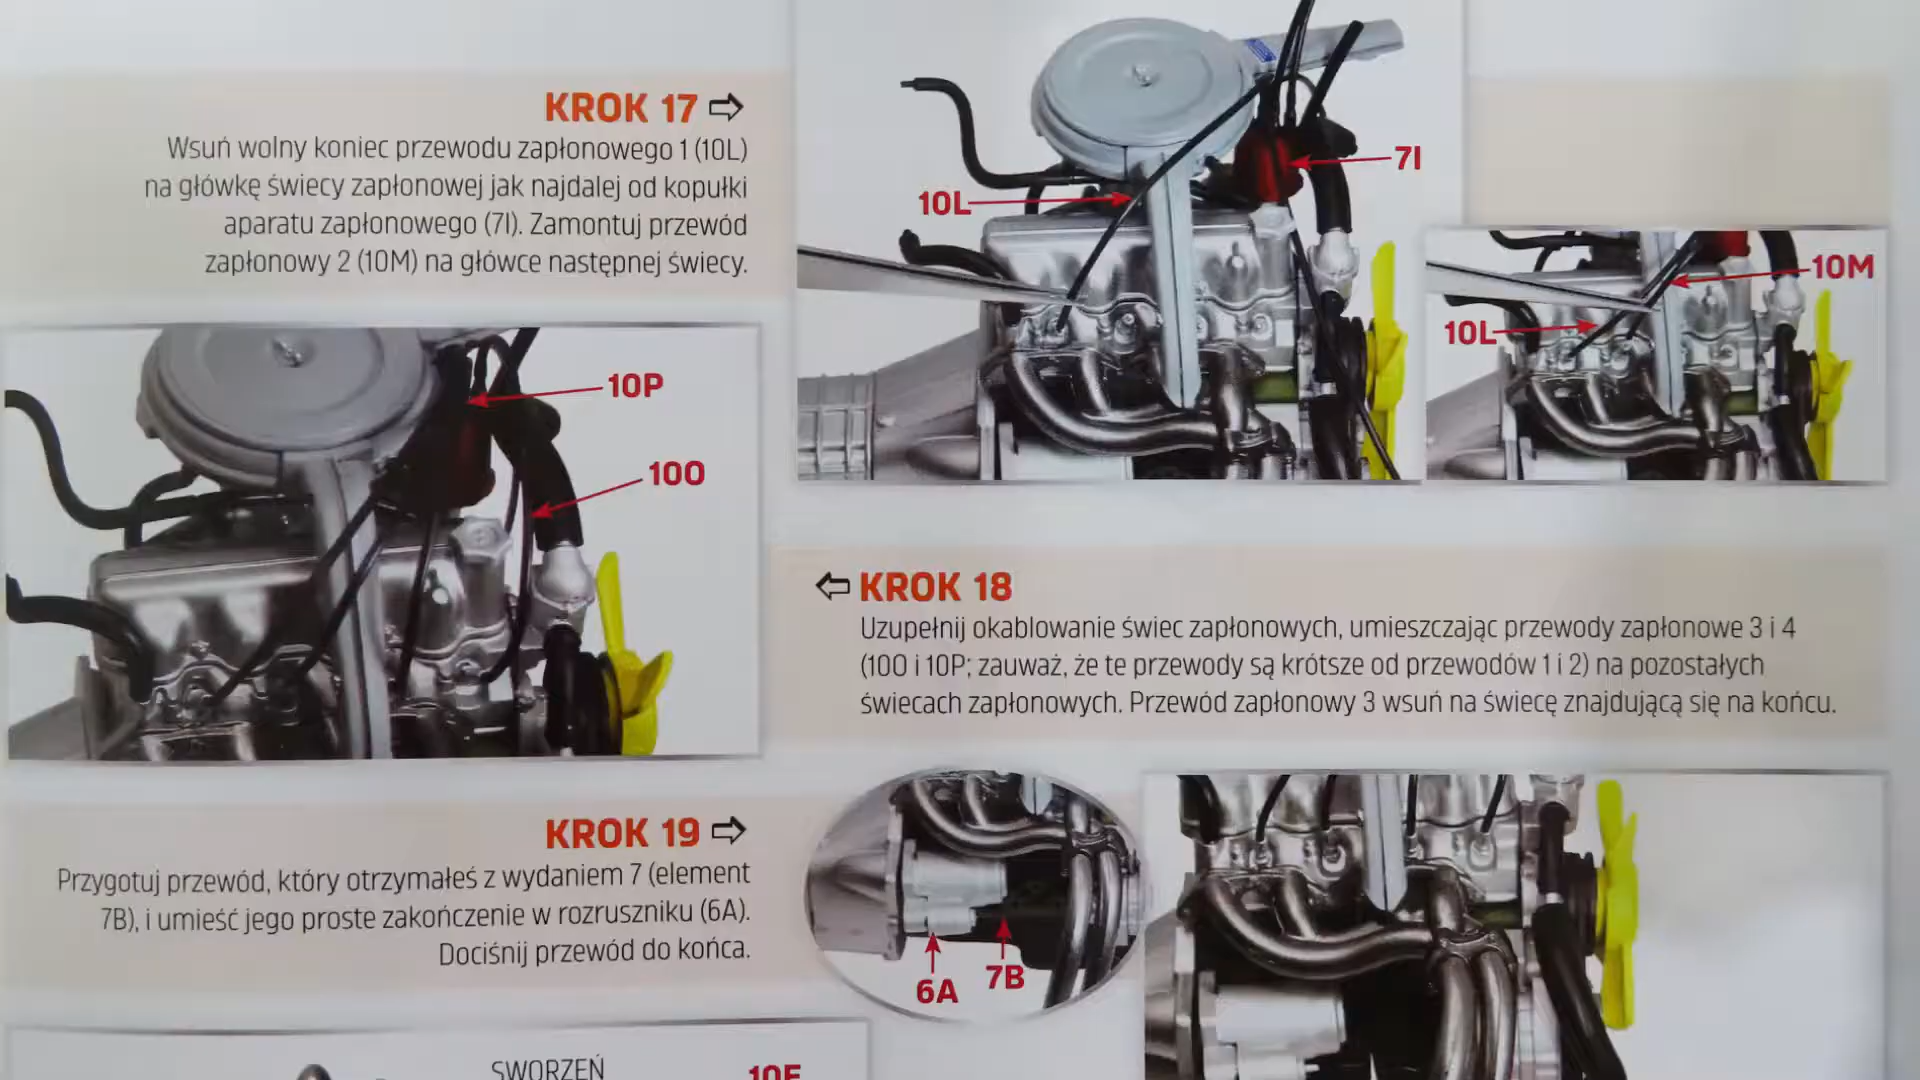 KROK 17
Wsuń wolny koniec przewodu zapłonowego 1 (10L)
na główkę świecy zapłonowej jak najdalej od kopułki
aparatu zapłonowego (7I). Zamontuj przewód
zapłonowy 2 (10M) na główce następnej świecy.
7I
10L
10M
10L
10P
10O
KROK 18
Uzupełnij okablowanie świec zapłonowych, umieszczając przewody zapłonowe 3 i 4
(10O i 10P; zauważ, że te przewody są krótsze od przewodów 1 i 2) na pozostałych
świecach zapłonowych. Przewód zapłonowy 3 wsuń na świecę znajdującą się na końcu.
KROK 19
Przygotuj przewód, który otrzymałeś z wydaniem 7 (element
7B), i umieść jego proste zakończenie w rozruszniku (6A).
Dociśnij przewód do końca.
6A
7B
SWORZEŃ
10F